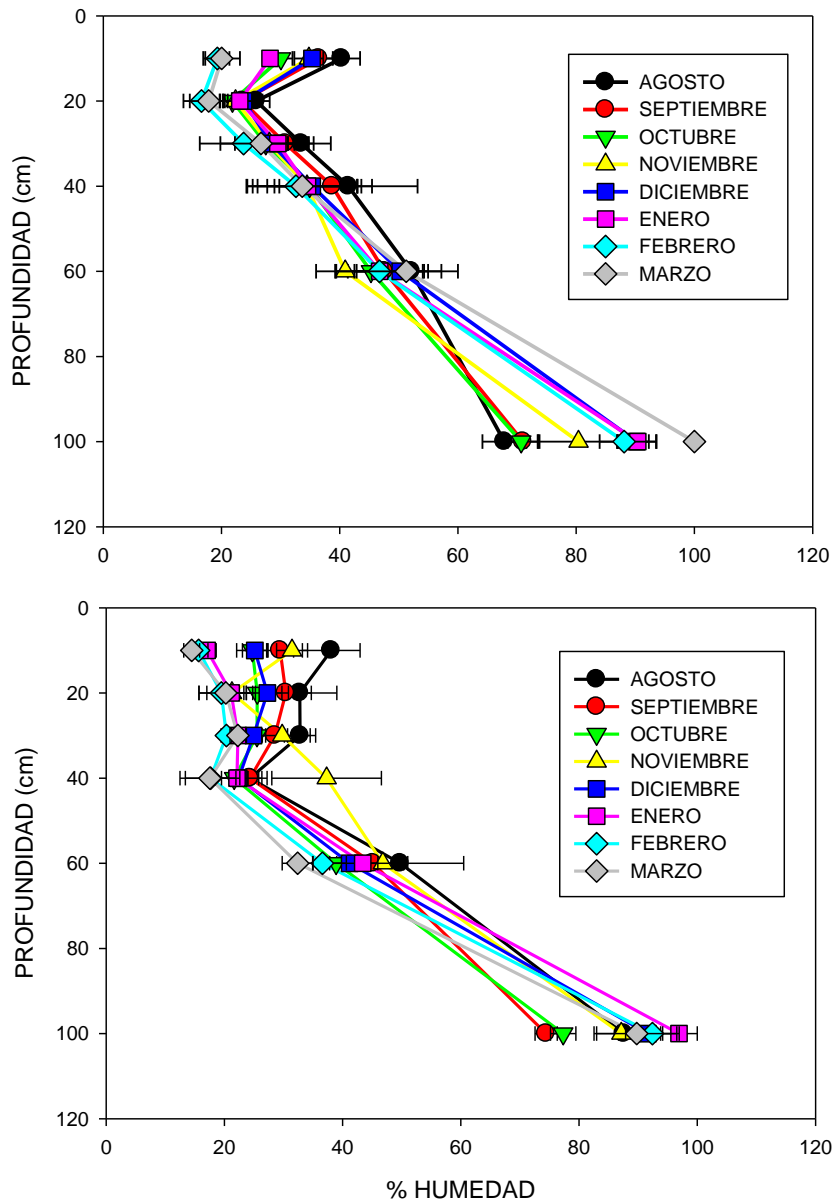 0
20
40
60
80
100
120
PROFUNDIDAD (cm)
AGOSTO
SEPTIEMBRE
OCTUBRE
NOVIEMBRE
DICIEMBRE
ENERO
FEBRERO
MARZO
0 20 40 60 80 100 120
0
20
40
60
80
100
120
PROFUNDIDAD (cm)
AGOSTO
SEPTIEMBRE
OCTUBRE
NOVIEMBRE
DICIEMBRE
ENERO
FEBRERO
MARZO
0 20 40 60 80 100 120
% HUMEDAD